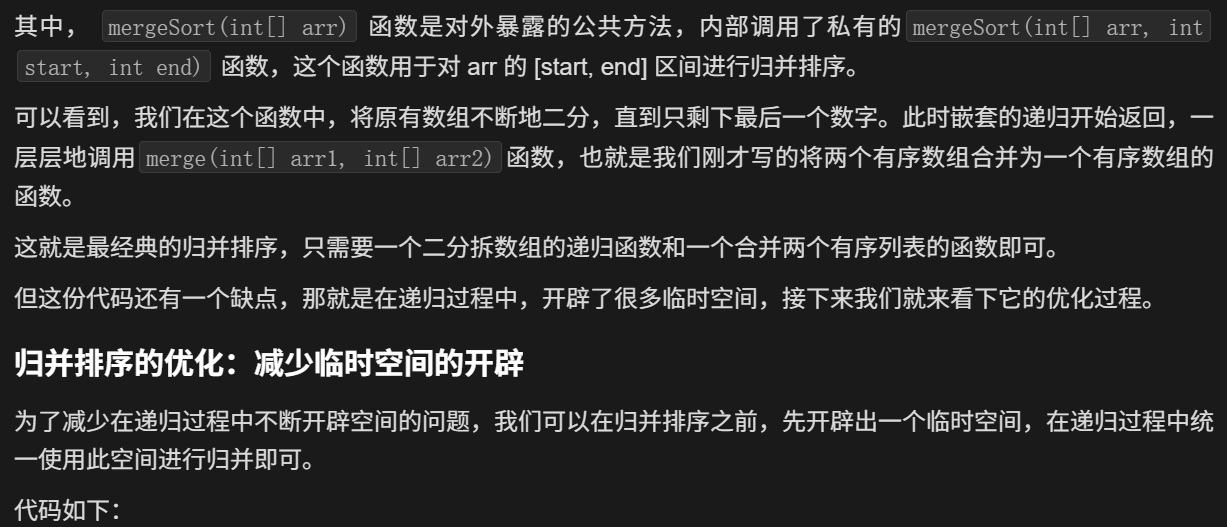 其中， mergeSort(int[] arr) 函数是对外暴露的公共方法，内部调用了私有的 mergeSort(int[] arr, int
start, int end) 函数，这个函数用于对 arr 的 [start, end] 区间进行归并排序。
可以看到，我们在这个函数中，将原有数组不断地二分，直到只剩下最后一个数字。此时嵌套的递归开始返回，一
层层地调用 merge(int[] arr1, int[] arr2) 函数，也就是我们刚才写的将两个有序数组合并为一个有序数组的
函数。
这就是最经典的归并排序，只需要一个二分拆数组的递归函数和一个合并两个有序列表的函数即可。
但这份代码还有一个缺点，那就是在递归过程中，开辟了很多临时空间，接下来我们就来看下它的优化过程。
归并排序的优化：减少临时空间的开辟
为了减少在递归过程中不断开辟空间的问题，我们可以在归并排序之前，先开辟出一个临时空间，在递归过程中统
一使用此空间进行归并即可。
代码如下：